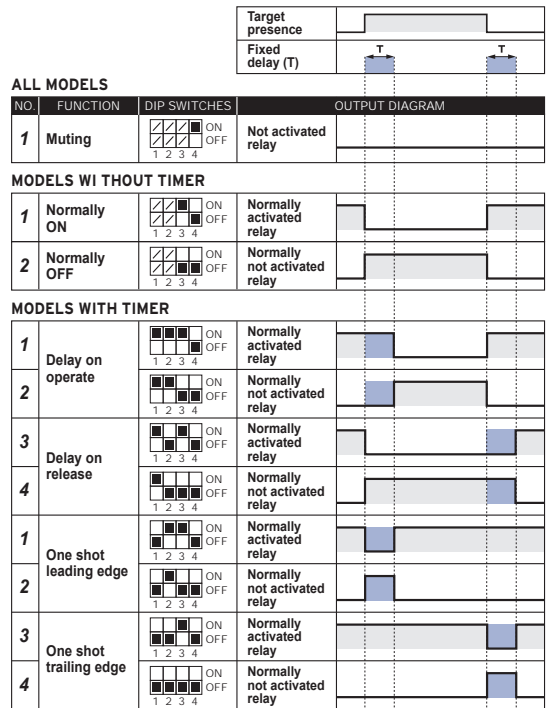 Target
presence
Fixed
delay (T)
T
T
ALL MODELS
NO. FUNCTION DIP SWITCHES OUTPUT DIAGRAM
1 Muting
ON
OFF
1 2 3 4
Not activated
relay
MODELS WI THOUT TIMER
1 Normally
ON
ON
OFF
1 2 3 4
Normally
activated
relay
2 Normally
OFF
ON
OFF
1 2 3 4
Normally
not activated
relay
MODELS WITH TIMER
Delay on
operate
1
ON
OFF
1 2 3 4
Normally
activated
relay
2
ON
OFF
1 2 3 4
Normally
not activated
relay
Delay on
release
3
ON
OFF
1 2 3 4
Normally
activated
relay
4
ON
OFF
1 2 3 4
Normally
not activated
relay
One shot
leading edge
1
ON
OFF
1 2 3 4
Normally
activated
relay
2
ON
OFF
1 2 3 4
Normally
not activated
relay
One shot
trailing edge
3
ON
OFF
1 2 3 4
Normally
activated
relay
4
ON
OFF
1 2 3 4
Normally
not activated
relay